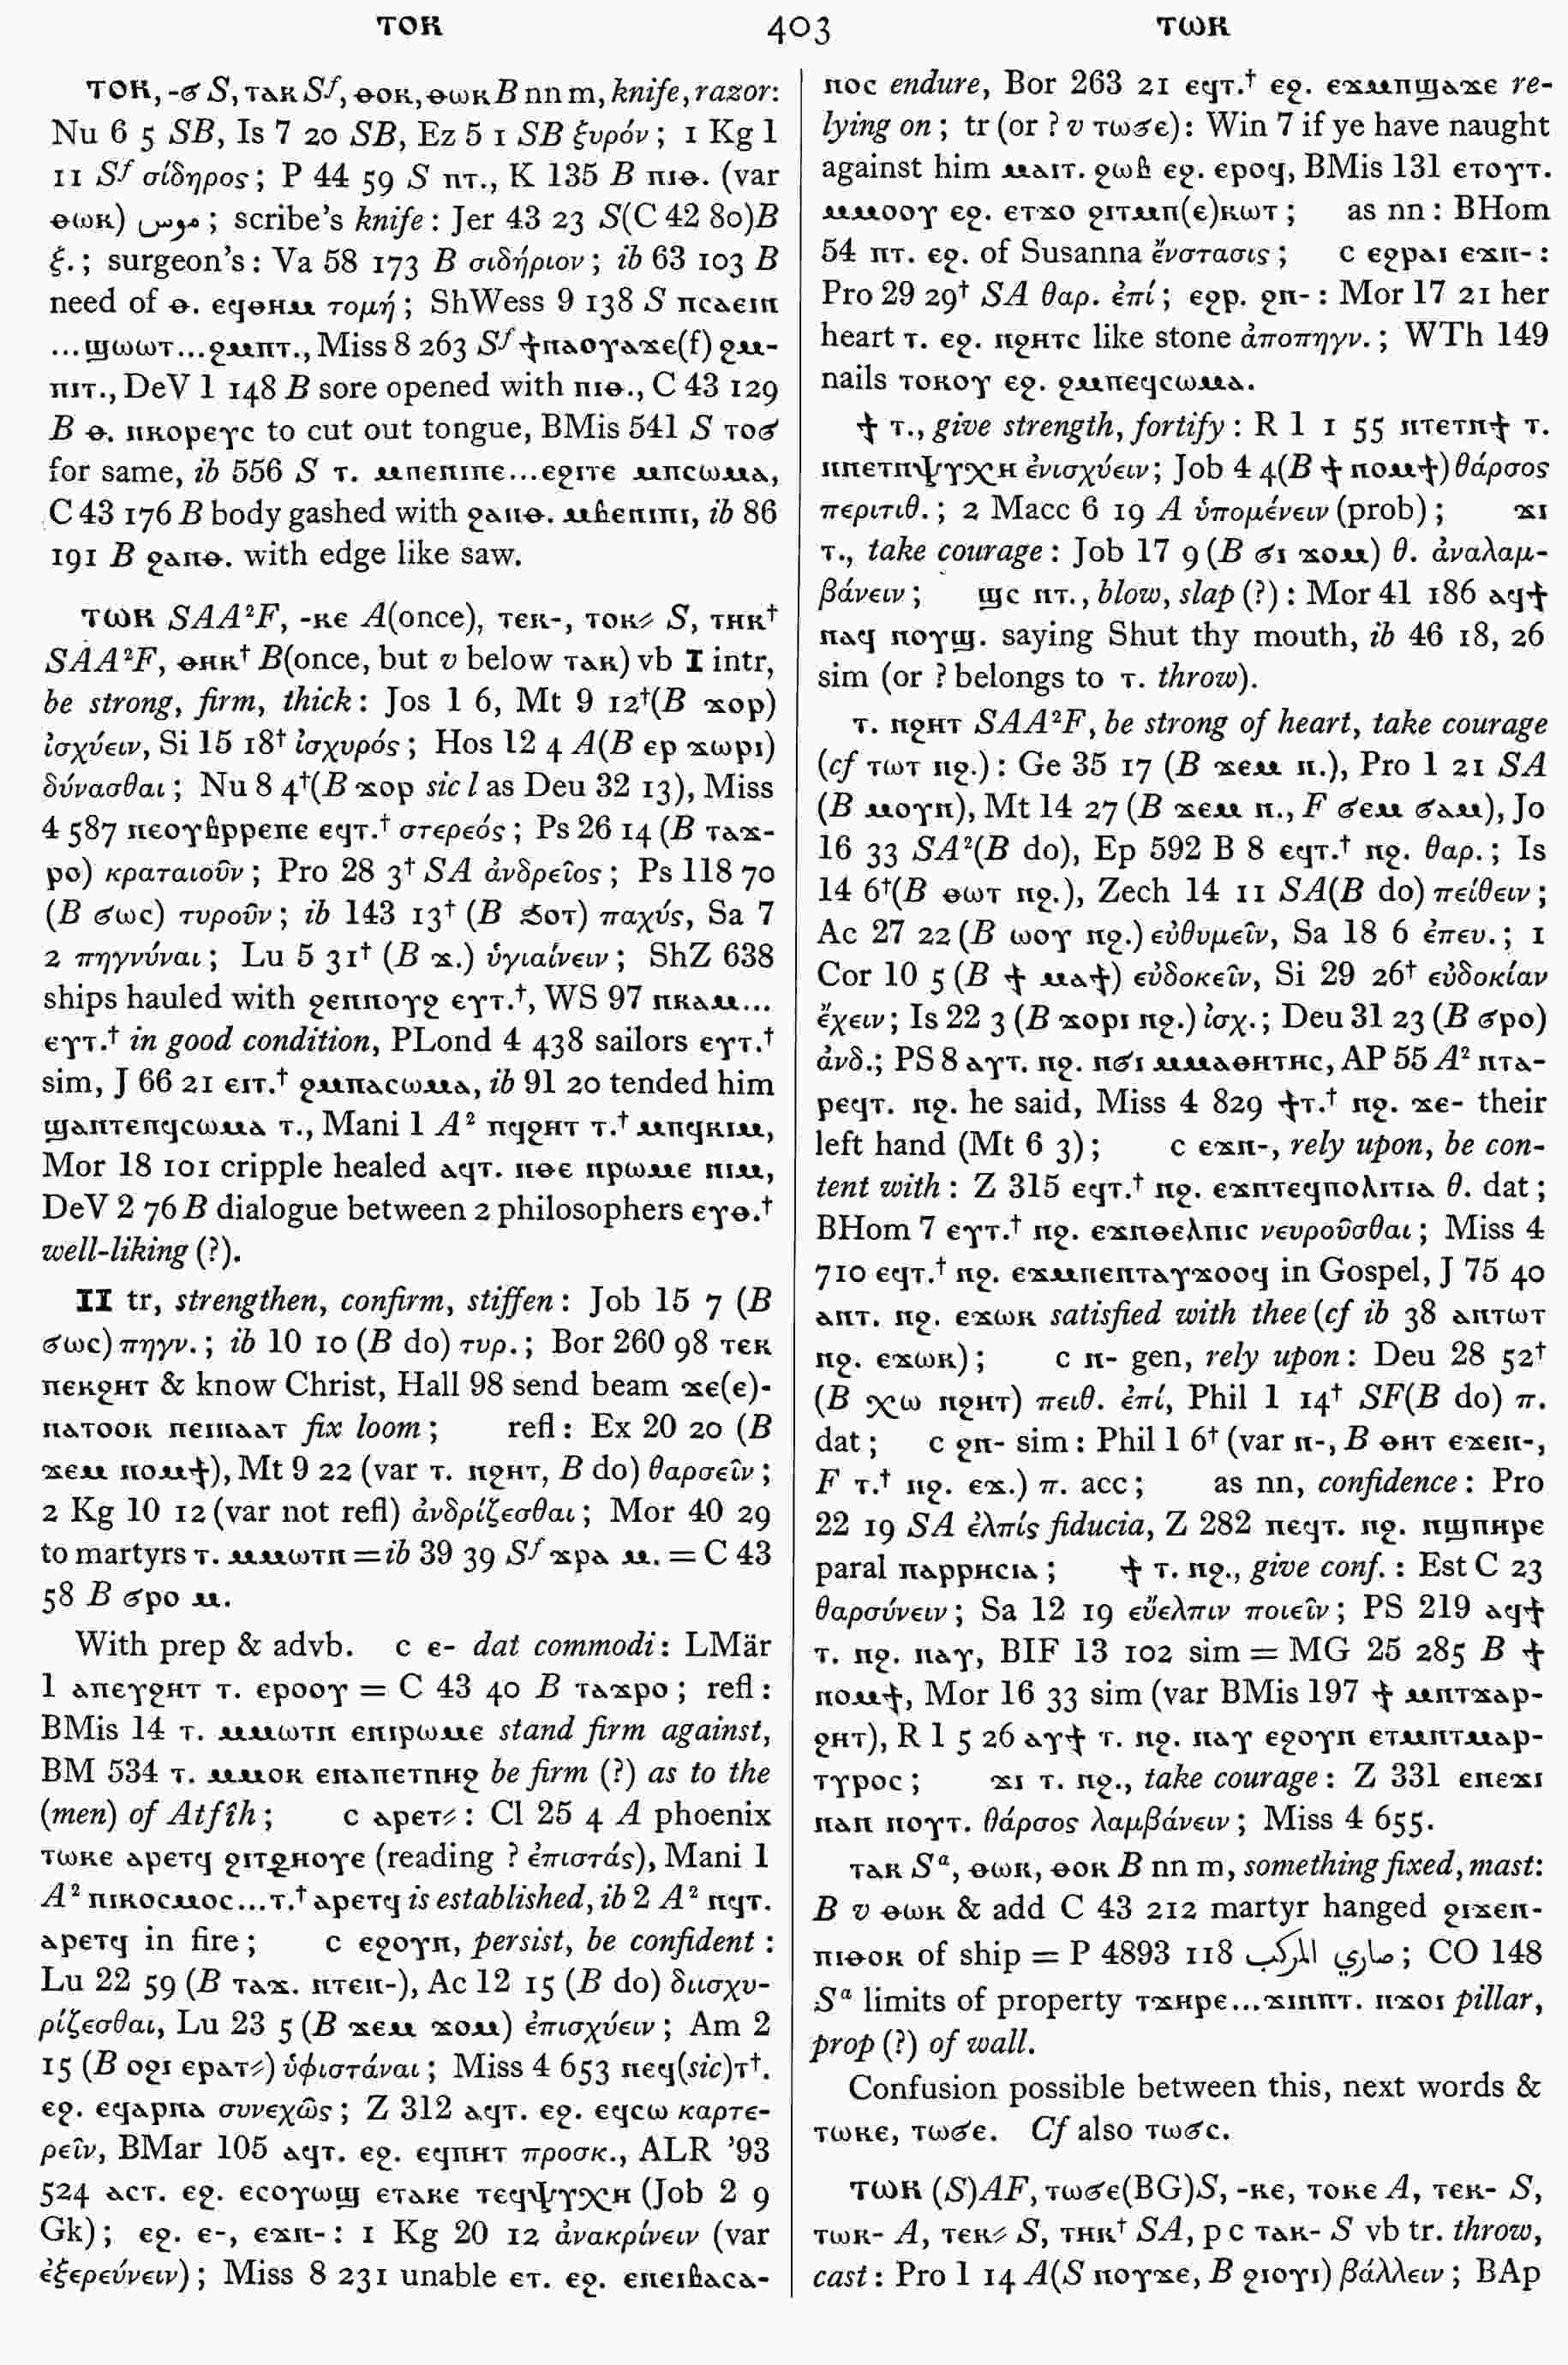 ⲧⲟⲕ 403 ⲧⲱⲕ
ⲧⲟⲕ, -ϭ S, ⲧⲁⲕ Sf, ⲑⲟⲕ, ⲑⲱⲕ B nn m, knife, razor:
Nu 6 5 SB, Is 7 20 SB, Ez 5 1 SB ξυρόν; 1 Kg 1
11 Sf σίδηρος; P 44 59 S ⲡⲧ., K 135 B ⲡⲓⲑ. (var
ⲑⲱⲕ) موس; scribe's knife: Jer 43 23 S(C 42 80)B
ξ.; surgeon's: Va 58 173 B σιδήριον; ib 63 103 B
need of ⲑ. ⲉϥⲑⲏⲙ τομή; ShWess 9 138 S ⲡⲥⲁⲉⲓⲛ
...ϣⲱⲱⲧ...ϩⲙⲡⲧ., Miss 8 263 Sf ϯⲛⲁⲟⲩⲁϫⲉ(f) ϩⲙ-
ⲡⲓⲧ., DeV 1 148 B sore opened with ⲡⲓⲑ., C 43 129
B ⲑ. ⲛⲕⲟⲣⲉⲩⲥ to cut out tongue, BMis 541 S ⲧⲟϭ
for same, ib 556 S ⲧ. ⲙⲡⲉⲛⲓⲡⲉ...ⲉϩⲓⲧⲉ ⲙⲡⲥⲱⲙⲁ,
C 43 176 B body gashed with ϩⲁⲛⲑ. ⲙⲃⲉⲛⲓⲡⲓ, ib 86
191 B ϩⲁⲛⲑ. with edge like saw.
ⲧⲱⲕ SAA²F, -ⲕⲉ A(once), ⲧⲉⲕ-, ⲧⲟⲕ⸗ S, ⲧⲏⲕ†
SAA²F, ⲑⲏⲕ† B(once, but v below ⲧⲁⲕ) vb I intr,
be strong, firm, thick: Jos 1 6, Mt 9 12†(B ϫⲟⲣ)
ἰσχύειν, Si 15 18† ἰσχυρός; Hos 12 4 A(B ⲉⲣ ϫⲱⲣⲓ)
δύνασθαι; Nu 8 4†(B ϫⲟⲣ sic l as Deu 32 13), Miss
4 587 ⲛⲉⲟⲩⲃⲣⲣⲉⲡⲉ ⲉϥⲧ.† στερεός; Ps 26 14 (B ⲧⲁϫ-
ⲣⲟ) κραταιοῦν; Pro 28 3† SA ἀνδρεῖος; Ps 118 70
(B ϭⲱⲥ) τυροῦν; ib 143 13† (B ϭⲟⲧ) παχύς, Sa 7
2 πηγνύναι; Lu 5 31† (B ϫ.) ὑγιαίνειν; ShZ 638
ships hauled with ϩⲉⲛⲛⲟⲩϩ ⲉⲩⲧ.†, WS 97 ⲡⲕⲁⲙ...
ⲉⲩⲧ.† in good condition, PLond 4 438 sailors ⲉⲩⲧ.†
sim, J 66 21 ⲉⲓⲧ.† ϩⲙⲡⲁⲥⲱⲙⲁ, ib 91 20 tended him
ϣⲁⲛⲧⲉⲡϥⲥⲱⲙⲁ ⲧ., Mani 1 A² ⲡϥϩⲏⲧ ⲧ.† ⲙⲡϥⲕⲓⲙ,
Mor 18 101 cripple healed ⲁϥⲧ. ⲛⲑⲉ ⲛⲣⲱⲙⲉ ⲛⲓⲙ,
DeV 2 76 B dialogue between 2 philosophers ⲉⲩⲑ.†
well-liking (?).
II tr, strengthen, confirm, stiffen: Job 15 7 (B
ϭⲱⲥ) πηγν.; ib 10 10 (B do) τυρ.; Bor 260 98 ⲧⲉⲕ
ⲡⲉⲕϩⲏⲧ & know Christ, Hall 98 send beam ϫⲉ(ⲉ)-
ⲛⲁⲧⲟⲟⲕ ⲡⲉⲓⲛⲁⲁⲧ fix loom; refl: Ex 20 20 (B
ϫⲉⲙ ⲛⲟⲙϯ), Mt 9 22 (var ⲧ. ⲛϩⲏⲧ, B do) θαρσεῖν;
2 Kg 10 12 (var not refl) ἀνδρίζεσθαι; Mor 40 29
to martyrs ⲧ. ⲙⲙⲱⲧⲛ = ib 39 39 Sf ϫⲣⲁ ⲙ. = C 43
58 B ϭⲣⲟ ⲙ.
With prep & advb. c ⲉ- dat commodi: LMär
1 ⲁⲡⲉⲩϩⲏⲧ ⲧ. ⲉⲣⲟⲟⲩ = C 43 40 B ⲧⲁϫⲣⲟ; refl:
BMis 14 ⲧ. ⲙⲙⲱⲧⲛ ⲉⲡⲓⲣⲱⲙⲉ stand firm against,
BM 534 ⲧ. ⲙⲙⲟⲕ ⲉⲛⲁⲡⲉⲧⲡⲏϩ be firm (?) as to the
(men) of Atfîh; c ⲁⲣⲉⲧ⸗: Cl 25 4 A phoenix
ⲧⲱⲕⲉ ⲁⲣⲉⲧϥ ϩⲓⲧϩⲏⲟⲩⲉ (reading ? ἐπιστάς), Mani 1
A² ⲡⲓⲕⲟⲥⲙⲟⲥ...ⲧ.† ⲁⲣⲉⲧϥ is established, ib 2 A² ⲡϥⲧ.
ⲁⲣⲉⲧϥ in fire; c ⲉϩⲟⲩⲛ, persist, be confident:
Lu 22 59 (B ⲧⲁϫ. ⲛⲧⲉⲛ-), Ac 12 15 (B do) διισχυ-
ρίζεσθαι, Lu 23 5 (B ϫⲉⲙ ϫⲟⲙ) ἐπισχύειν; Am 2
15 (B ⲟϩⲓ ⲉⲣⲁⲧ⸗) ὑφιστάναι; Miss 4 653 ⲡⲉϥ(sic)ⲧ†.
ⲉϩ. ⲉϥⲁⲣⲡⲁ συνεχῶς; Z 312 ⲁϥⲧ. ⲉϩ. ⲉϥⲥⲱ καρτε-
ρεῖν, BMar 105 ⲁϥⲧ. ⲉϩ. ⲉϥⲡⲏⲧ προσκ., ALR '93
524 ⲁⲥⲧ. ⲉϩ. ⲉⲥⲟⲩⲱϣ ⲉⲧⲁⲕⲉ ⲧⲉϥⲯⲩⲭⲏ (Job 2 9
Gk); ⲉϩ. ⲉ-, ⲉϫⲛ-: 1 Kg 20 12 ἀνακρίνειν (var
ἐξερεύνειν); Miss 8 231 unable ⲉⲧ. ⲉϩ. ⲉⲡⲉⲓⲃⲁⲥⲁ-
ⲛⲟⲥ endure, Bor 263 21 ⲉϥⲧ.† ⲉϩ. ⲉϫⲙⲡϣⲁϫⲉ re-
lying on; tr (or ? v ⲧⲱϭⲉ): Win 7 if ye have naught
against him ⲙⲁⲓⲧ. ϩⲱⲃ ⲉϩ. ⲉⲣⲟϥ, BMis 131 ⲉⲧⲟⲩⲧ.
ⲙⲙⲟⲟⲩ ⲉϩ. ⲉⲧϫⲟ ϩⲓⲧⲙⲡ(ⲉ)ⲕⲱⲧ; as nn: BHom
54 ⲡⲧ. ⲉϩ. of Susanna ἔνστασις; c ⲉϩⲣⲁⲓ ⲉϫⲛ-:
Pro 29 29† SA θαρ. ἐπί; ⲉϩⲣ. ϩⲛ-: Mor 17 21 her
heart ⲧ. ⲉϩ. ⲛϩⲏⲧⲥ like stone ἀποπηγν.; WTh 149
nails ⲧⲟⲕⲟⲩ ⲉϩ. ϩⲙⲡⲉϥⲥⲱⲙⲁ.
ϯ ⲧ., give strength, fortify: R 1 1 55 ⲛⲧⲉⲧⲛϯ ⲧ.
ⲛⲛⲉⲧⲛⲯⲩⲭⲏ ἐνισχύειν; Job 4 4(B ϯ ⲛⲟⲙϯ) θάρσος
περιτιθ.; 2 Macc 6 19 A ὑπομένειν (prob); ϫⲓ
ⲧ., take courage: Job 17 9 (B ϭⲓ ϫⲟⲙ) θ. ἀναλαμ-
βάνειν; ϣⲥ ⲛⲧ., blow, slap (?): Mor 41 186 ⲁϥϯ
ⲛⲁϥ ⲛⲟⲩϣ. saying Shut thy mouth, ib 46 18, 26
sim (or ? belongs to ⲧ. throw).
ⲧ. ⲛϩⲏⲧ SAA²F, be strong of heart, take courage
(cf ⲧⲱⲧ ⲛϩ.): Ge 35 17 (B ϫⲉⲙ ⲛ.), Pro 1 21 SA
(B ⲙⲟⲩⲛ), Mt 14 27 (B ϫⲉⲙ ⲛ., F ϭⲉⲙ ϭⲁⲙ), Jo
16 33 SA²(B do), Ep 592 B 8 ⲉϥⲧ.† ⲛϩ. θαρ.; Is
14 6†(B ⲑⲱⲧ ⲛϩ.), Zech 14 11 SA(B do) πείθειν;
Ac 27 22 (B ⲱⲟⲩ ⲛϩ.) εὐθυμεῖν, Sa 18 6 ἐπευ.; 1
Cor 10 5 (B ϯ ⲙⲁϯ) εὐδοκεῖν, Si 29 26† εὐδοκίαν
ἔχειν; Is 22 3 (B ϫⲟⲣⲓ ⲛϩ.) ἰσχ.; Deu 31 23 (B ϭⲣⲟ)
ἀνδ.; PS 8 ⲁⲩⲧ. ⲛϩ. ⲛϭⲓ ⲙⲙⲁⲑⲏⲧⲏⲥ, AP 55 A² ⲛⲧⲁ-
ⲣⲉϥⲧ. ⲛϩ. he said, Miss 4 829 ϯⲧ.† ⲛϩ. ϫⲉ- their
left hand (Mt 6 3); c ⲉϫⲛ-, rely upon, be con-
tent with: Z 315 ⲉϥⲧ.† ⲛϩ. ⲉϫⲛⲧⲉϥⲡⲟⲗⲓⲧⲓⲁ θ. dat;
BHom 7 ⲉⲩⲧ.† ⲛϩ. ⲉϫⲛⲑⲉⲗⲡⲓⲥ νευροῦσθαι; Miss 4
710 ⲉϥⲧ.† ⲛϩ. ⲉϫⲙⲡⲉⲛⲧⲁⲩϫⲟⲟϥ in Gospel, J 75 40
ⲁⲛⲧ. ⲛϩ. ⲉϫⲱⲕ satisfied with thee (cf ib 38 ⲁⲛⲧⲱⲧ
ⲛϩ. ⲉϫⲱⲕ); c ⲛ- gen, rely upon: Deu 28 52†
(B ⲭⲱ ⲛϩⲏⲧ) πειθ. ἐπί, Phil 1 14† SF(B do) π.
dat; c ϩⲛ- sim: Phil 1 6† (var ⲛ-, B ⲑⲏⲧ ⲉϫⲉⲛ-,
F ⲧ.† ⲛϩ. ⲉϫ.) π. acc; as nn, confidence: Pro
22 19 SA ἐλπίς fiducia, Z 282 ⲡⲉϥⲧ. ⲛϩ. ⲛϣⲡⲏⲣⲉ
paral ⲡⲁⲣⲣⲏⲥⲓⲁ; ϯ ⲧ. ⲛϩ., give conf.: Est C 23
θαρσύνειν; Sa 12 19 εὔελπιν ποιεῖν; PS 219 ⲁϥϯ
ⲧ. ⲛϩ. ⲛⲁⲩ, BIF 13 102 sim = MG 25 285 B ϯ
ⲛⲟⲙϯ, Mor 16 33 sim (var BMis 197 ϯ ⲙⲛⲧϫⲁⲣ-
ϩⲏⲧ), R 1 5 26 ⲁⲩϯ ⲧ. ⲛϩ. ⲛⲁⲩ ⲉϩⲟⲩⲛ ⲉⲧⲙⲛⲧⲙⲁⲣ-
ⲧⲩⲣⲟⲥ; ϫⲓ ⲧ. ⲛϩ., take courage: Z 331 ⲉⲛⲉϫⲓ
ⲛⲁⲛ ⲛⲟⲩⲧ. θάρσος λαμβάνειν; Miss 4 655.
ⲧⲁⲕ Sa, ⲑⲱⲕ, ⲑⲟⲕ B nn m, something fixed, mast:
B v ⲑⲱⲕ & add C 43 212 martyr hanged ϩⲓϫⲉⲛ-
ⲡⲓⲑⲟⲕ of ship = P 4893 118 صاري المركب; CO 148
Sa limits of property ⲧϫⲏⲣⲉ...ϫⲓⲛⲡⲧ. ⲛϫⲟⲓ pillar,
prop (?) of wall.
Confusion possible between this, next words &
ⲧⲱⲕⲉ, ⲧⲱϭⲉ. Cf also ⲧⲱϭⲥ.
ⲧⲱⲕ (S)AF, ⲧⲱϭⲉ(BG)S, -ⲕⲉ, ⲧⲟⲕⲉ A, ⲧⲉⲕ- S,
ⲧⲱⲕ- A, ⲧⲉⲕ⸗ S, ⲧⲏⲕ† SA, p c ⲧⲁⲕ- S vb tr. throw,
cast: Pro 1 14 A(S ⲛⲟⲩϫⲉ, B ϩⲓⲟⲩⲓ) βάλλειν; BAp